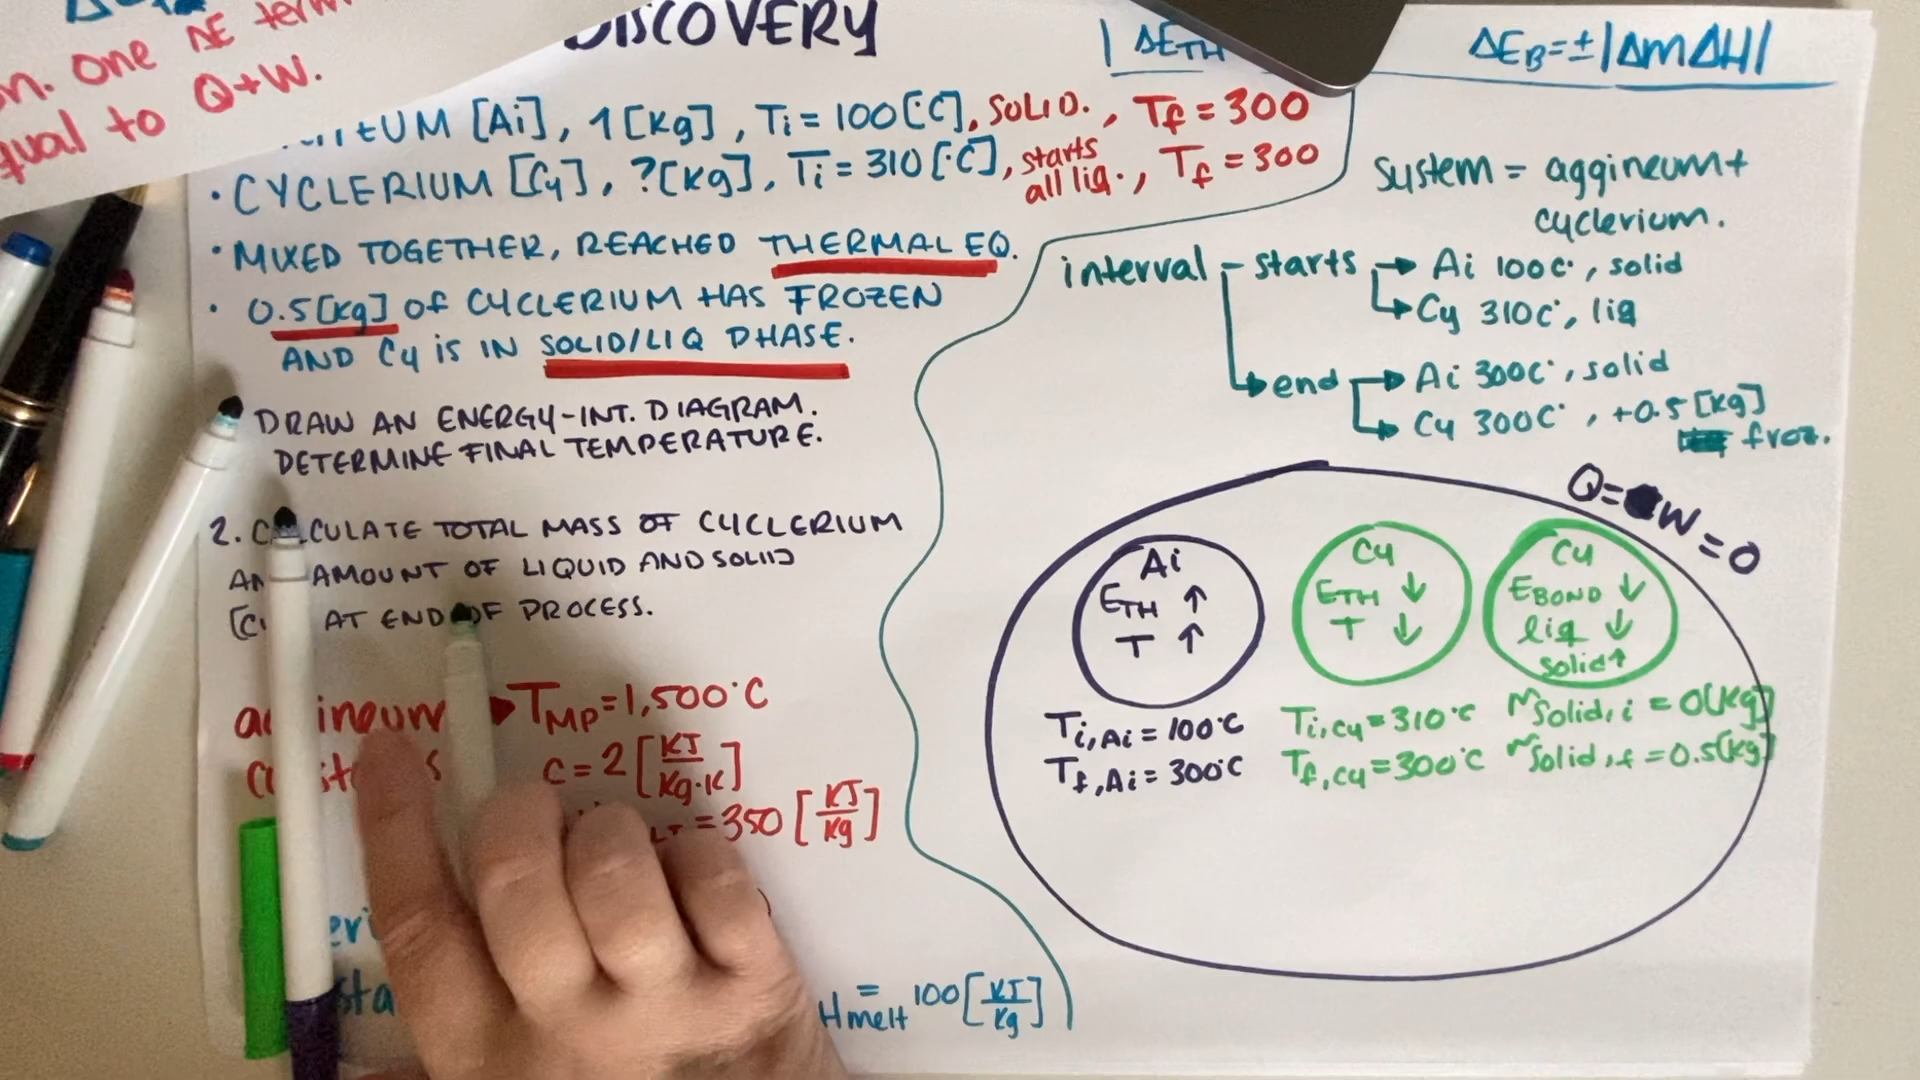 n. One ΔE term
qual to Q+W.
DISCOVERY
[Ai], 1[kg], Ti = 100[°C], SOLID., Tf = 300
• CYCLERIUM [Cy], ?[kg], Ti = 310[°C], starts all liq., Tf = 300
• MIXED TOGETHER, REACHED THERMAL EQ.
• 0.5[kg] OF CYCLERIUM HAS FROZEN
AND Cy is IN SOLID/LIQ PHASE.
DRAW AN ENERGY-INT. DIAGRAM.
DETERMINE FINAL TEMPERATURE.
2. CALCULATE TOTAL MASS OF CYCLERIUM
AMOUNT OF LIQUID AND SOLID
AT END OF PROCESS.
TMP = 1,500°C
c = 2 [KJ/Kg·K]
= 350 [KJ/Kg]
Hmelt = 100 [KJ/Kg]
|ΔETH
ΔEB = ±|ΔmΔH|
System = aggineum +
cyclerium.
interval - starts → Ai 100C°, solid
→ Cy 310C°, liq
→ end → Ai 300C°, solid
→ Cy 300C°, +0.5[kg]
froz.
Q = W = 0
Ai
ETH ↑
T ↑
Ti,Ai = 100°C
Tf,Ai = 300°C
Cy
ETH ↓
T ↓
Ti,Cy = 310°C
Tf,Cy = 300°C
Cy
EBOND ↓
liq ↓
solid ↑
msolid,i = 0[kg]
msolid,f = 0.5[kg]